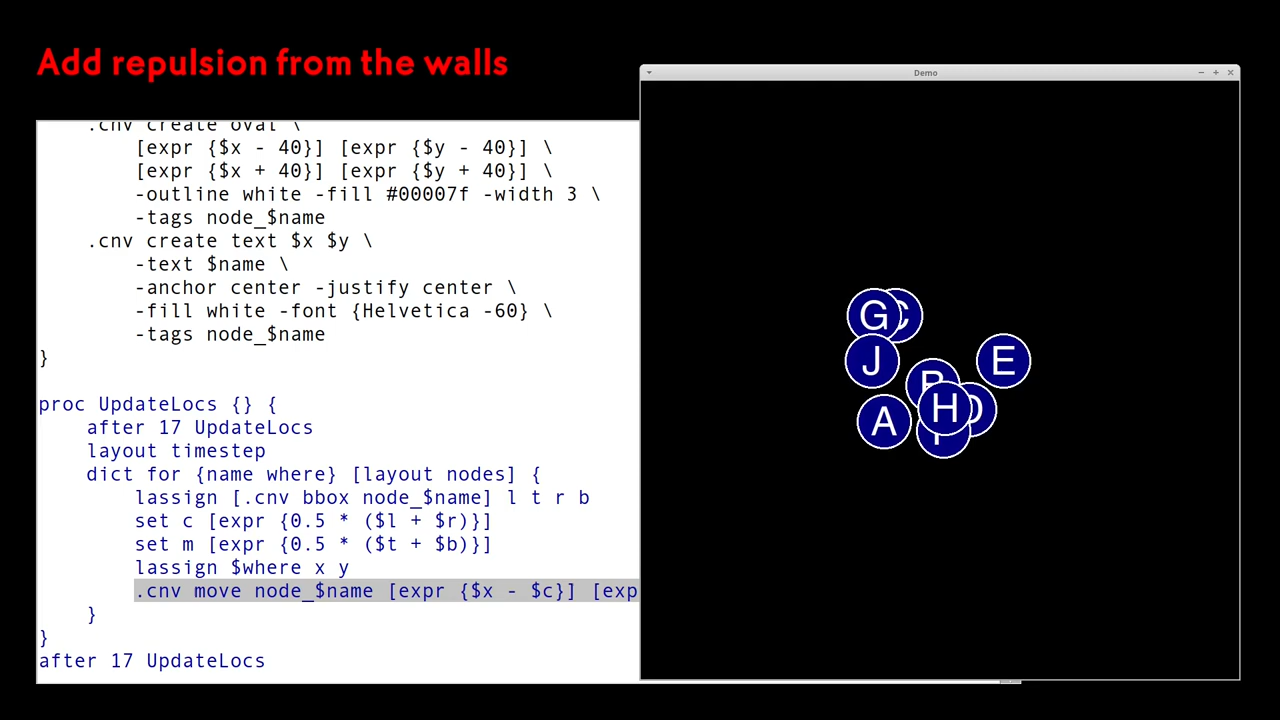 Add repulsion from the walls
Demo
.cnv create oval \
[expr {$x - 40}] [expr {$y - 40}] \
[expr {$x + 40}] [expr {$y + 40}] \
-outline white -fill #00007f -width 3 \
-tags node_$name
.cnv create text $x $y \
-text $name \
-anchor center -justify center \
-fill white -font {Helvetica -60} \
-tags node_$name
}
proc UpdateLocs {} {
after 17 UpdateLocs
layout timestep
dict for {name where} [layout nodes] {
lassign [.cnv bbox node_$name] l t r b
set c [expr {0.5 * ($l + $r)}]
set m [expr {0.5 * ($t + $b)}]
lassign $where x y
.cnv move node_$name [expr {$x - $c}] [exp
}
}
after 17 UpdateLocs
G C
J E
H D
A